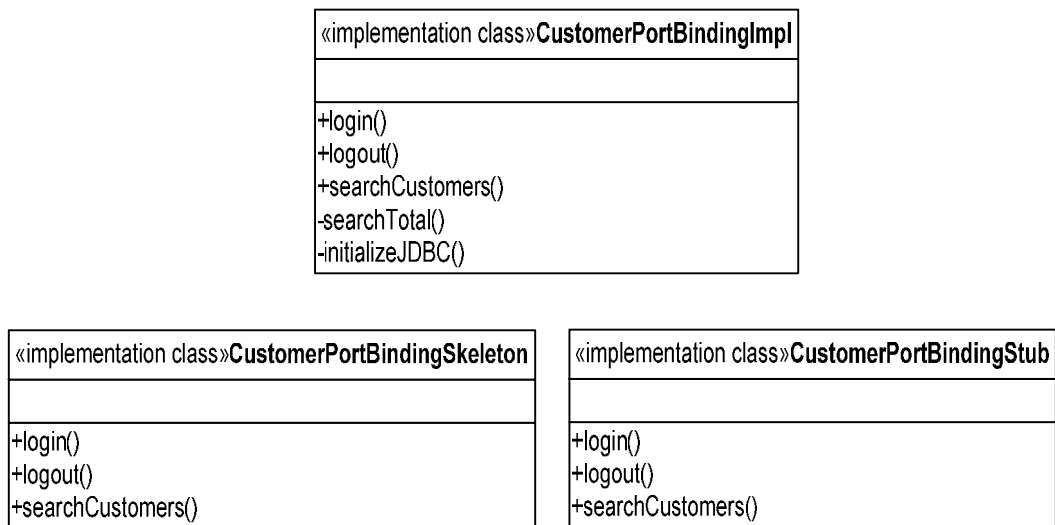 «implementation class»CustomerPortBindingImpl
+login()
+logout()
+searchCustomers()
-searchTotal()
-initializeJDBC()
«implementation class»CustomerPortBindingSkeleton
+login()
+logout()
+searchCustomers()
«implementation class»CustomerPortBindingStub
+login()
+logout()
+searchCustomers()